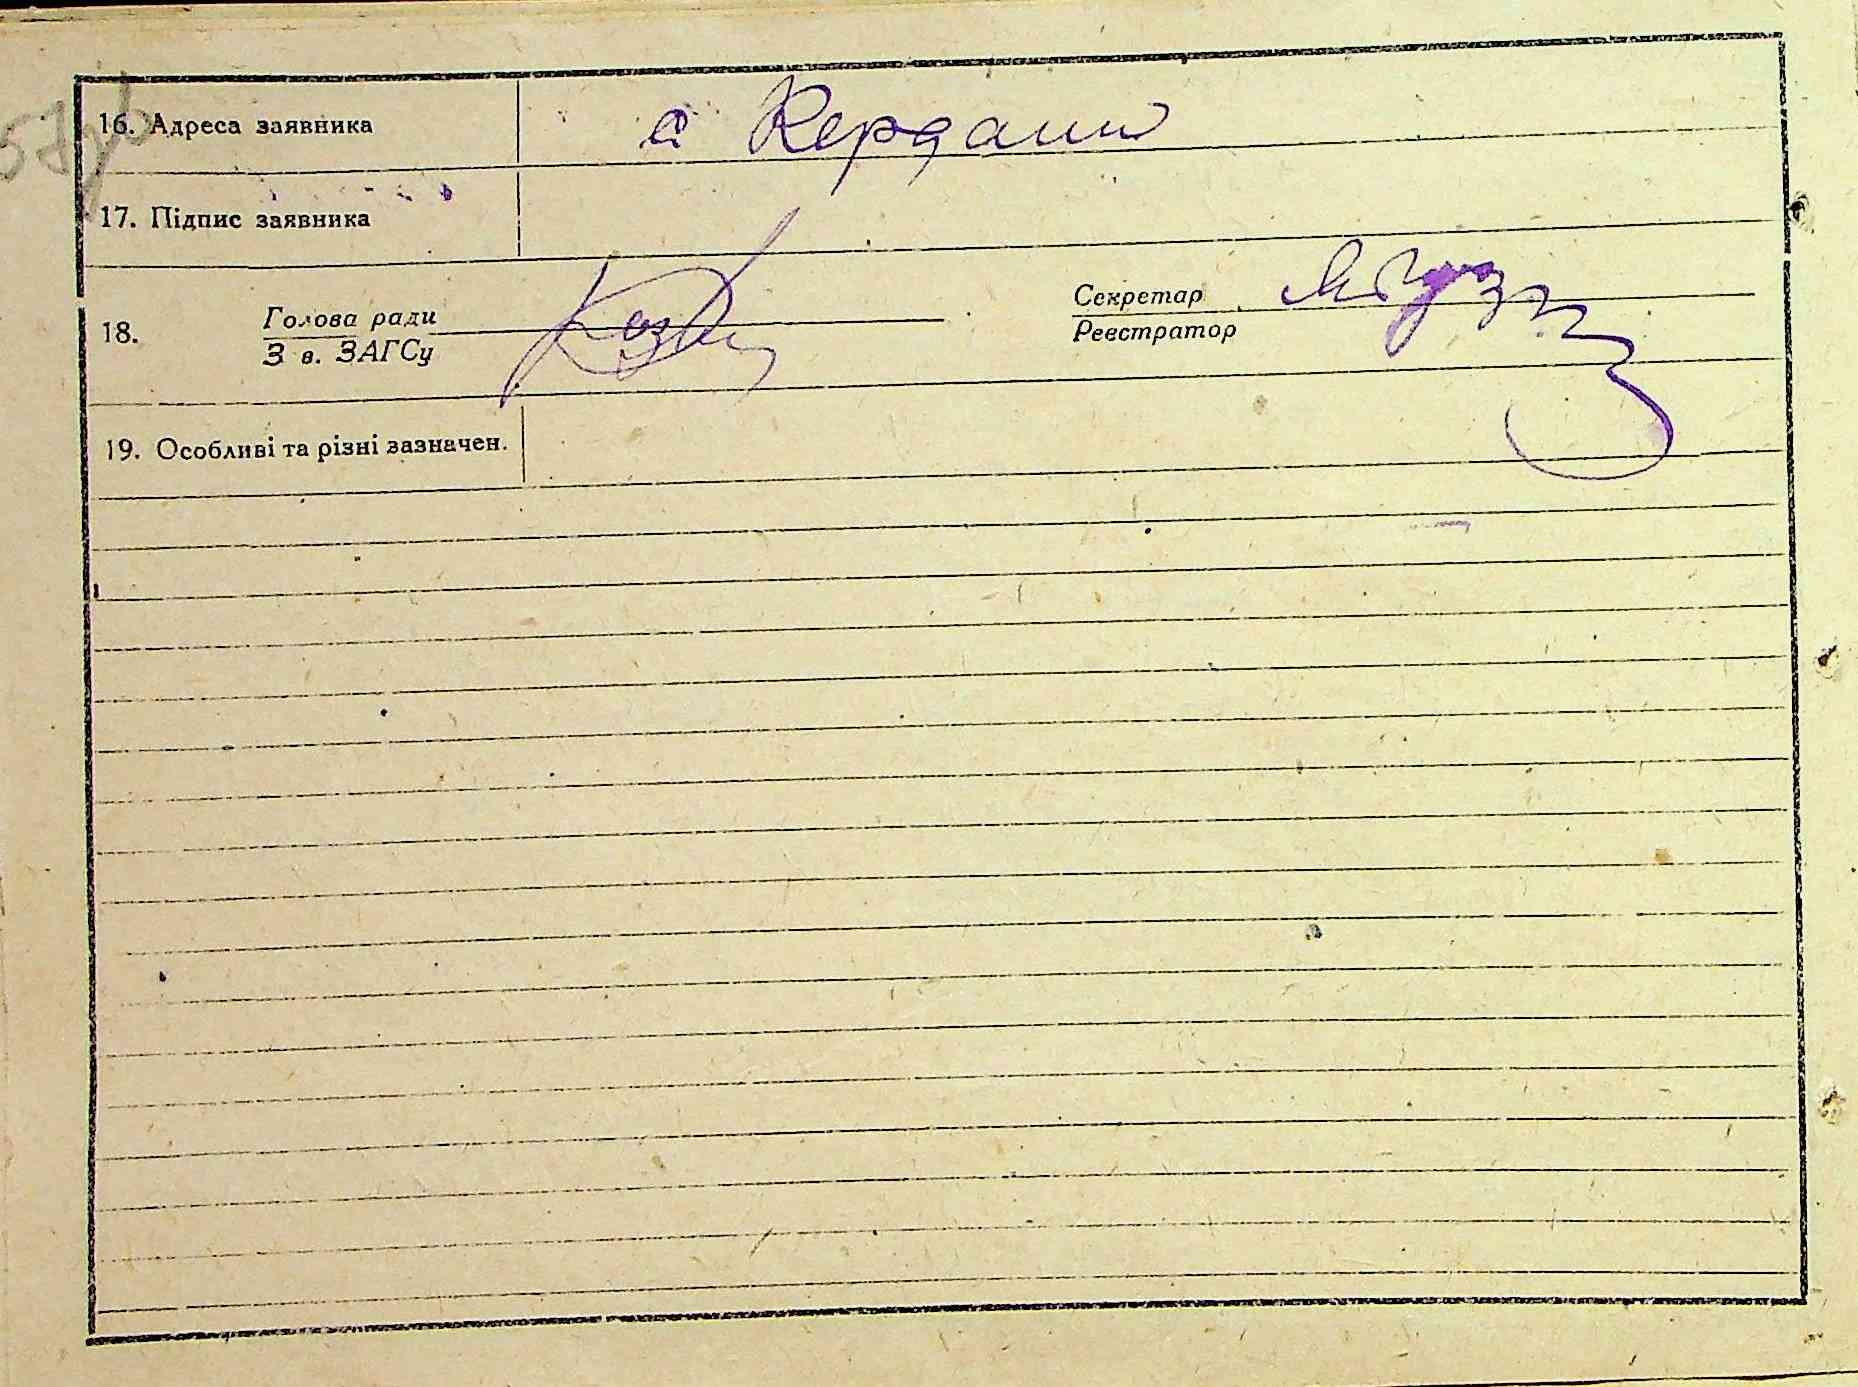 16. Адреса заявника с Кердани
17. Підпис заявника
18. Голова ради Секретар
З в. ЗАГСу Реєстратор
19. Особливі та різні зазначен.